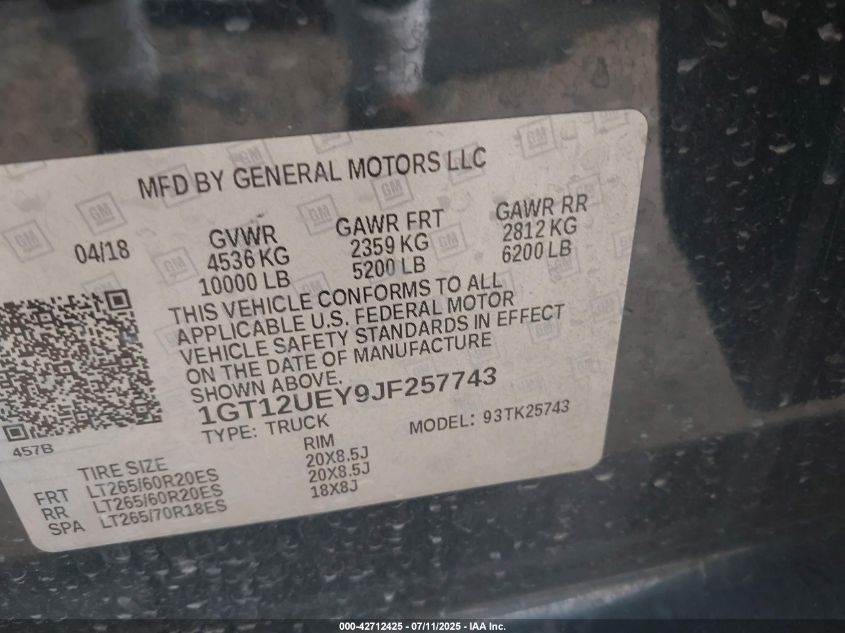 MFD BY GENERAL MOTORS LLC
04/18
GVWR
4536 KG
10000 LB
GAWR FRT
2359 KG
5200 LB
GAWR RR
2812 KG
6200 LB
THIS VEHICLE CONFORMS TO ALL
APPLICABLE U.S. FEDERAL MOTOR
VEHICLE SAFETY STANDARDS IN EFFECT
ON THE DATE OF MANUFACTURE
SHOWN ABOVE.
1GT12UEY9JF257743
TYPE: TRUCK
MODEL: 93TK25743
457B
TIRE SIZE RIM
FRT LT265/60R20ES 20X8.5J
RR LT265/60R20ES 20X8.5J
SPA LT265/70R18ES 18X8J
000-42712425 - 07/11/2025 - IAA Inc.